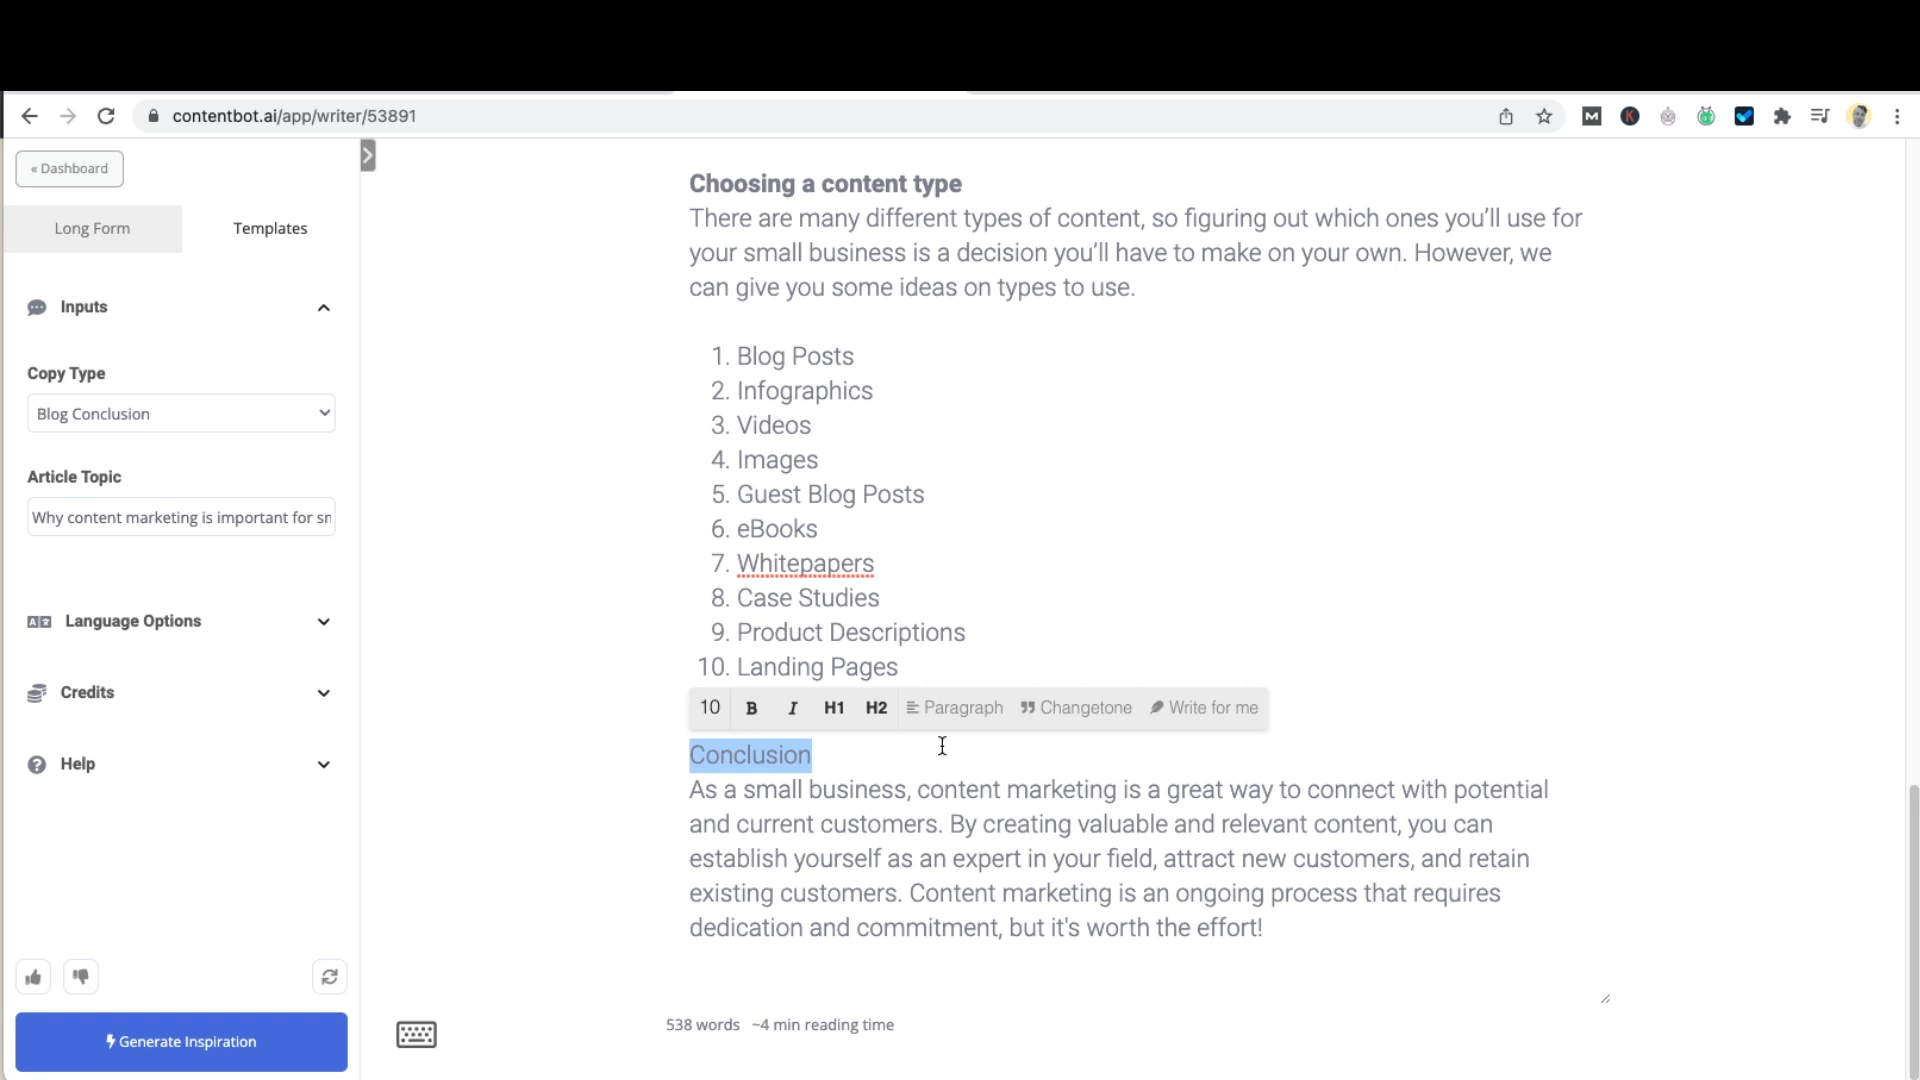 contentbot.ai/app/writer/53891
« Dashboard
Long Form
Templates
Inputs
Copy Type
Blog Conclusion
Article Topic
Why content marketing is important for sr
Language Options
Credits
Help
Generate Inspiration
Choosing a content type
There are many different types of content, so figuring out which ones you’ll use for
your small business is a decision you’ll have to make on your own. However, we
can give you some ideas on types to use.
1. Blog Posts
2. Infographics
3. Videos
4. Images
5. Guest Blog Posts
6. eBooks
7. Whitepapers
8. Case Studies
9. Product Descriptions
10. Landing Pages
10 B I H1 H2 Paragraph Changetone Write for me
Conclusion
As a small business, content marketing is a great way to connect with potential
and current customers. By creating valuable and relevant content, you can
establish yourself as an expert in your field, attract new customers, and retain
existing customers. Content marketing is an ongoing process that requires
dedication and commitment, but it's worth the effort!
538 words ~4 min reading time